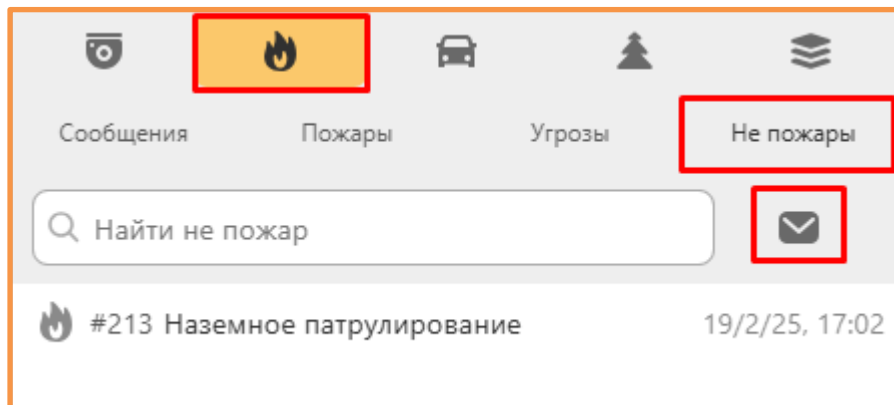 Сообщения Пожары Угрозы Не пожары
Найти не пожар
#213 Наземное патрулирование 19/2/25, 17:02